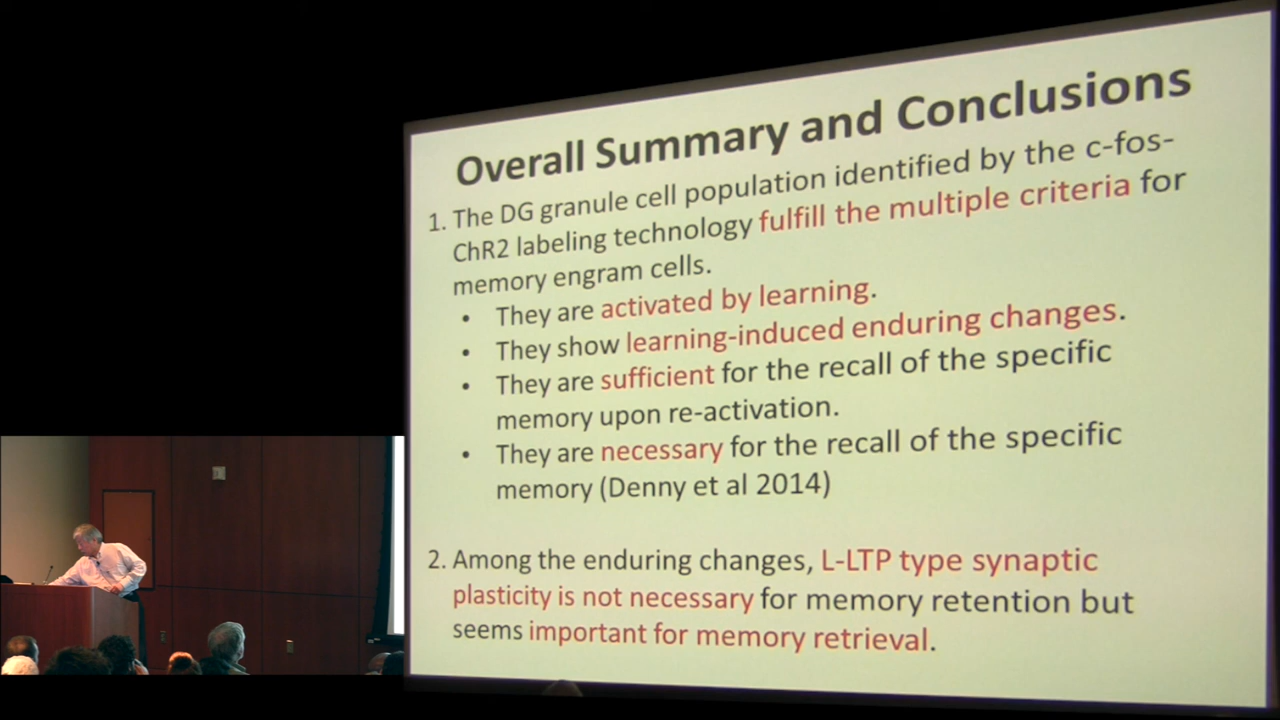 Overall Summary and Conclusions
1. The DG granule cell population identified by the c-fos-
ChR2 labeling technology fulfill the multiple criteria for
memory engram cells.
• They are activated by learning.
• They show learning-induced enduring changes.
• They are sufficient for the recall of the specific
memory upon re-activation.
• They are necessary for the recall of the specific
memory (Denny et al 2014)
2. Among the enduring changes, L-LTP type synaptic
plasticity is not necessary for memory retention but
seems important for memory retrieval.